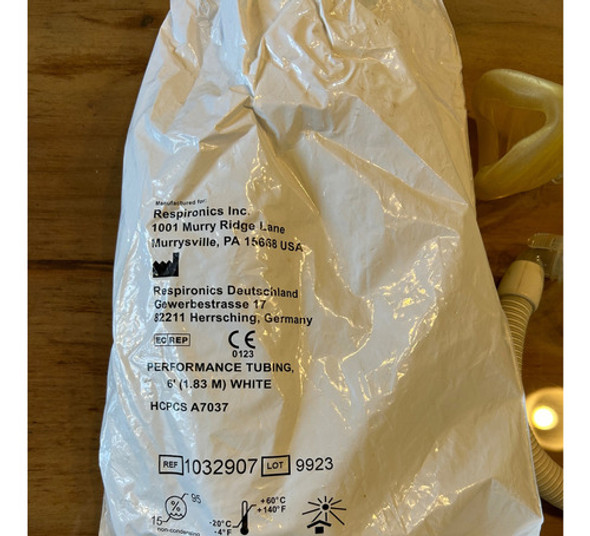 Manufactured for:
Respironics Inc.
1001 Murry Ridge Lane
Murrysville, PA 15668 USA
Respironics Deutschland
Gewerbestrasse 17
82211 Herrsching, Germany
EC REP CE
0123
PERFORMANCE TUBING,
6' (1.83 M) WHITE
HCPCS A7037
REF 1032907 LOT 9923
% 95
15
non-condensing
+60°C
+140°F
-20°C
-4°F